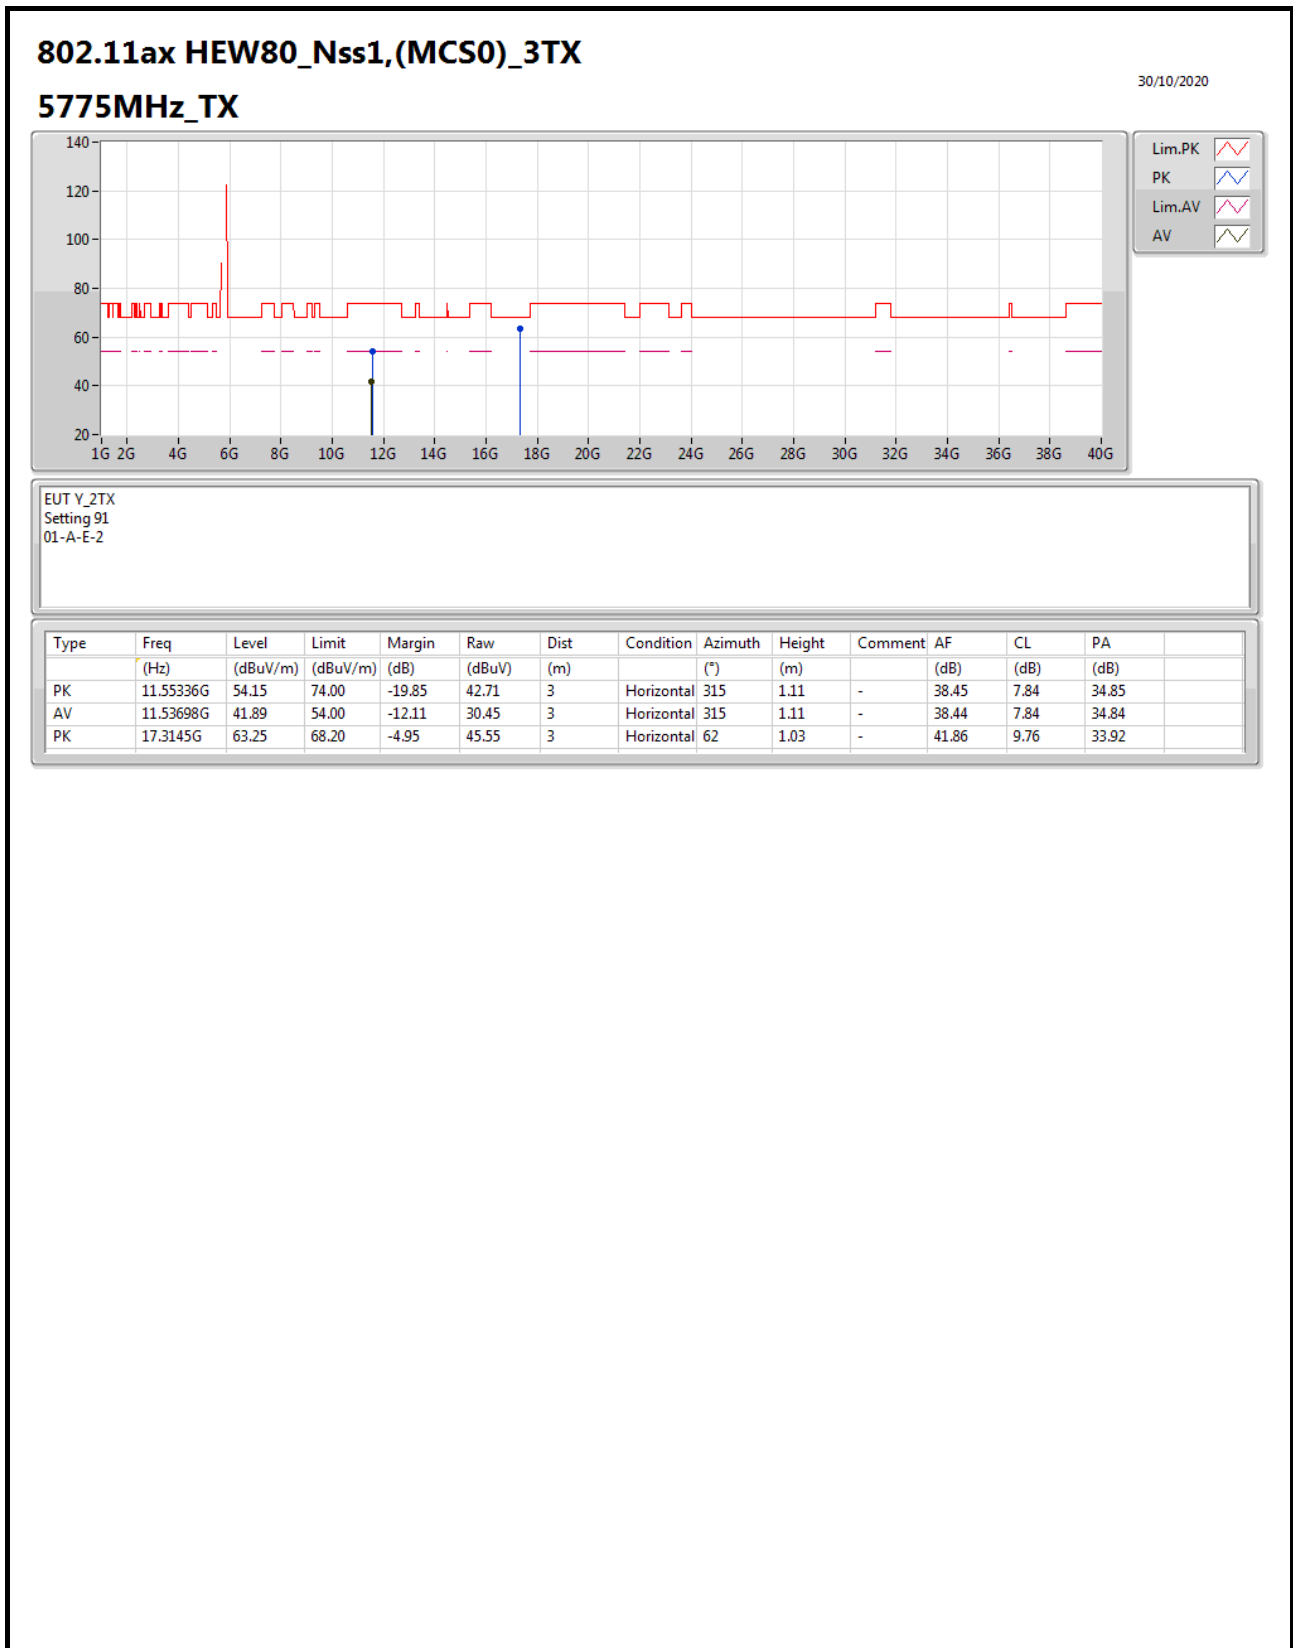 802.11ax HEW80_Nss1,(MCS0)_3TX
30/10/2020
5775MHz_TX
140
120
100
80
60
40
20
1G 2G 4G 6G 8G 10G 12G 14G 16G 18G 20G 22G 24G 26G 28G 30G 32G 34G 36G 38G 40G
Lim.PK
PK
Lim.AV
AV
EUT Y_2TX
Setting 91
01-A-E-2
Type Freq Level Limit Margin Raw Dist Condition Azimuth Height Comment AF CL PA
(Hz) (dBuV/m) (dBuV/m) (dB) (dBuV) (m) (°) (m) (dB) (dB) (dB)
PK 11.55336G 54.15 74.00 -19.85 42.71 3 Horizontal 315 1.11 - 38.45 7.84 34.85
AV 11.53698G 41.89 54.00 -12.11 30.45 3 Horizontal 315 1.11 - 38.44 7.84 34.84
PK 17.3145G 63.25 68.20 -4.95 45.55 3 Horizontal 62 1.03 - 41.86 9.76 33.92